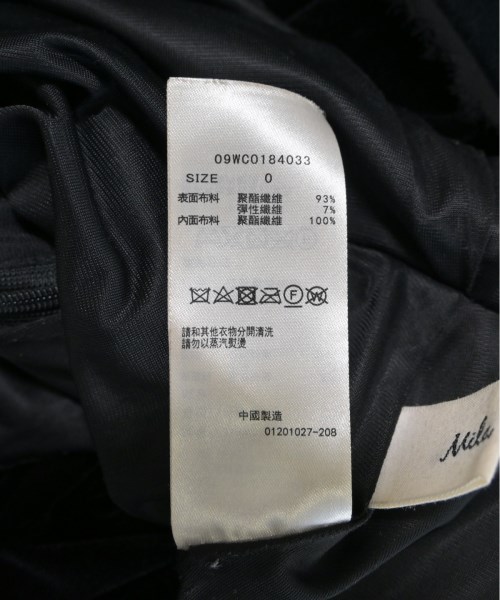 09WC0184033
SIZE 0
表面布料 聚酯纖維 93%
彈性纖維 7%
內面布料 聚酯纖維 100%
F W
請和其他衣物分開清洗
請勿以蒸汽熨燙
中國製造
01201027-208
Mila